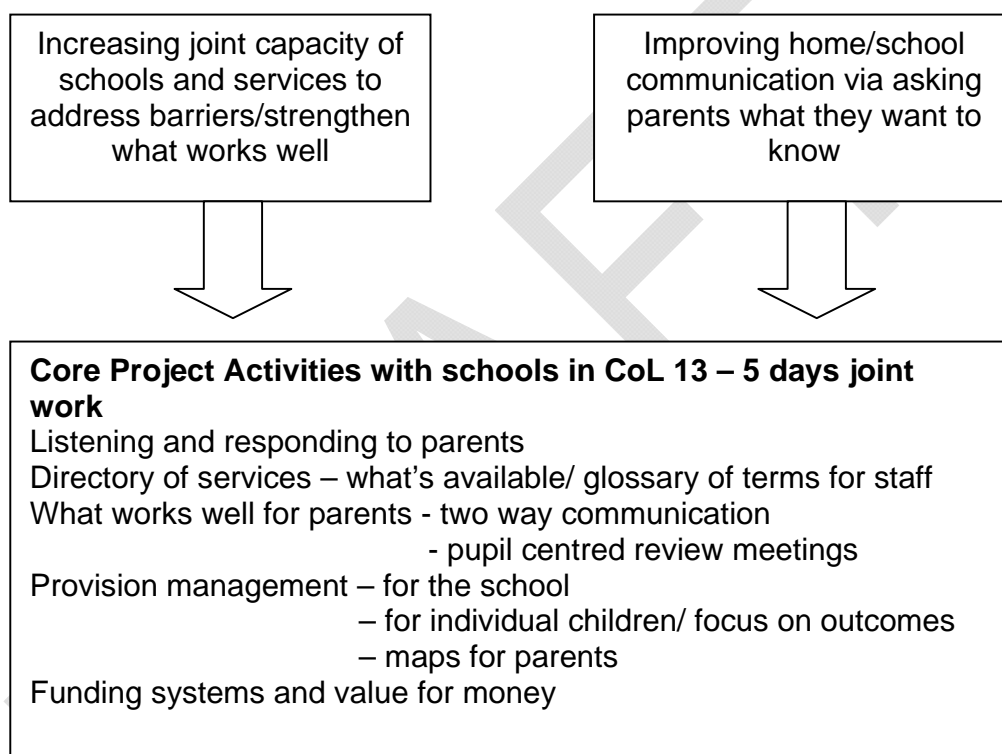 Increasing joint capacity of
schools and services to
address barriers/strengthen
what works well
Improving home/school
communication via asking
parents what they want to
know
Core Project Activities with schools in CoL 13 – 5 days joint
work
Listening and responding to parents
Directory of services – what's available/ glossary of terms for staff
What works well for parents - two way communication
- pupil centred review meetings
Provision management – for the school
– for individual children/ focus on outcomes
– maps for parents
Funding systems and value for money